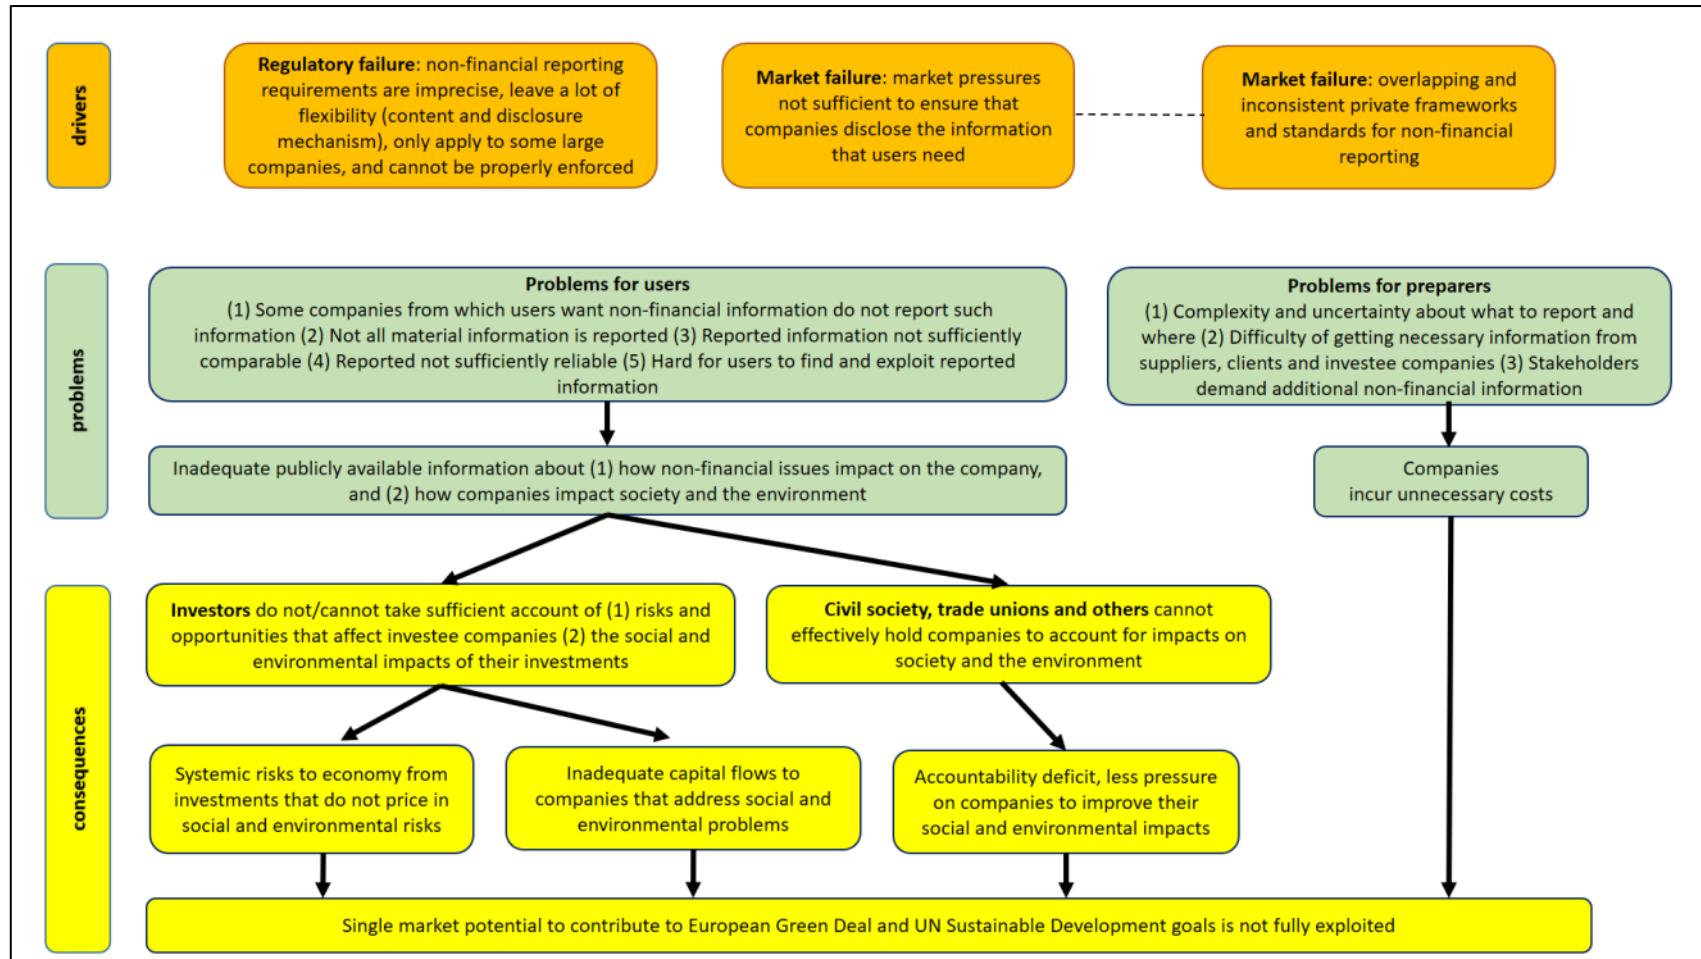 drivers
Regulatory failure: non-financial reporting
requirements are imprecise, leave a lot of
flexibility (content and disclosure
mechanism), only apply to some large
companies, and cannot be properly enforced
Market failure: market pressures
not sufficient to ensure that
companies disclose the information
that users need
Market failure: overlapping and
inconsistent private frameworks
and standards for non-financial
reporting
problems
Problems for users
(1) Some companies from which users want non-financial information do not report such
information (2) Not all material information is reported (3) Reported information not sufficiently
comparable (4) Reported not sufficiently reliable (5) Hard for users to find and exploit reported
information
Problems for preparers
(1) Complexity and uncertainty about what to report and
where (2) Difficulty of getting necessary information from
suppliers, clients and investee companies (3) Stakeholders
demand additional non-financial information
Inadequate publicly available information about (1) how non-financial issues impact on the company,
and (2) how companies impact society and the environment
Companies
incur unnecessary costs
consequences
Investors do not/cannot take sufficient account of (1) risks and
opportunities that affect investee companies (2) the social and
environmental impacts of their investments
Civil society, trade unions and others cannot
effectively hold companies to account for impacts on
society and the environment
Systemic risks to economy from
investments that do not price in
social and environmental risks
Inadequate capital flows to
companies that address social and
environmental problems
Accountability deficit, less pressure
on companies to improve their
social and environmental impacts
Single market potential to contribute to European Green Deal and UN Sustainable Development goals is not fully exploited